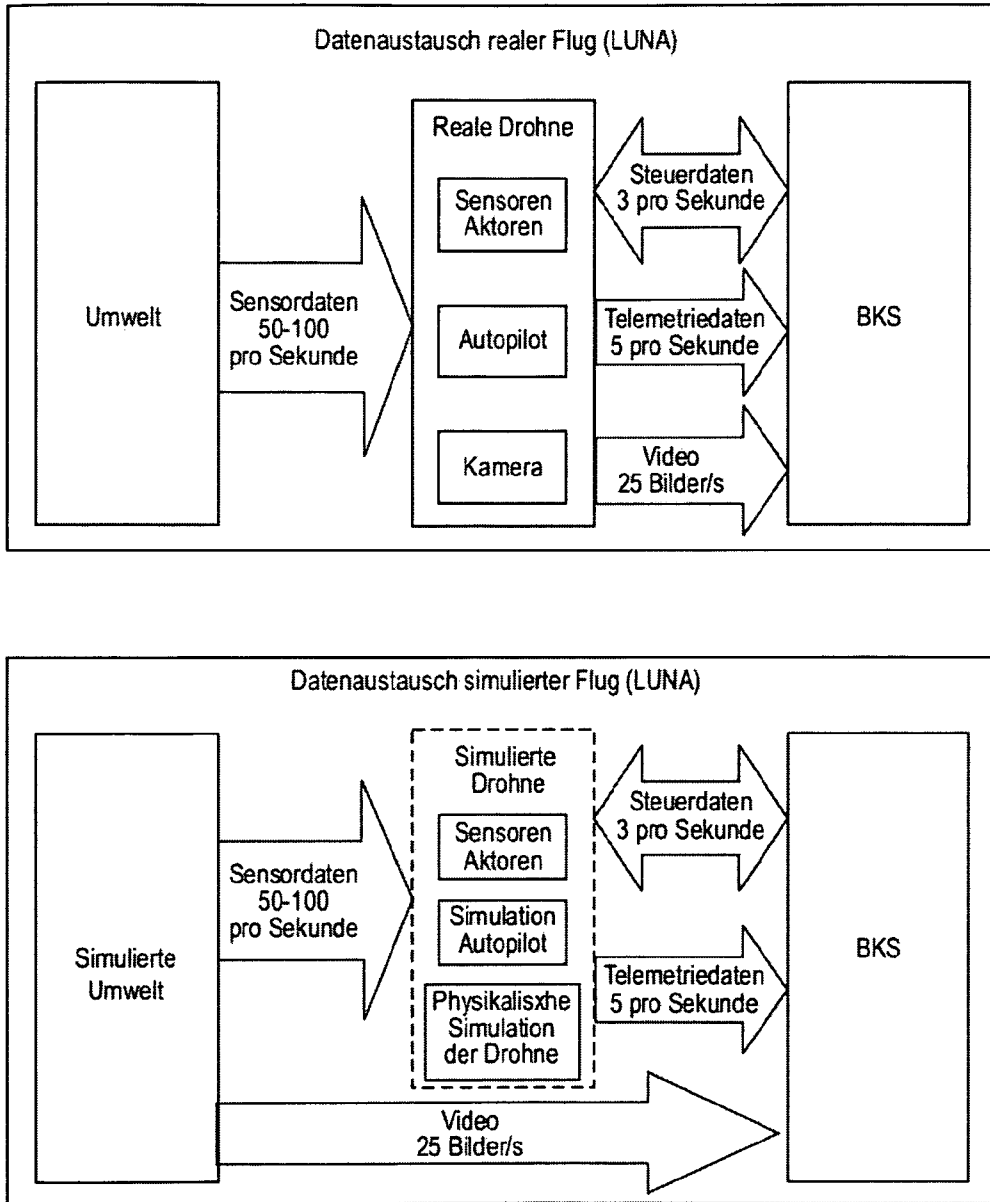 Datenaustausch realer Flug (LUNA)
Umwelt
Sensordaten
50-100
pro Sekunde
Reale Drohne
Sensoren
Aktoren
Autopilot
Kamera
Steuerdaten
3 pro Sekunde
Telemetriedaten
5 pro Sekunde
Video
25 Bilder/s
BKS
Datenaustausch simulierter Flug (LUNA)
Simulierte
Umwelt
Sensordaten
50-100
pro Sekunde
Simulierte
Drohne
Sensoren
Aktoren
Simulation
Autopilot
Physikalisxhe
Simulation
der Drohne
Steuerdaten
3 pro Sekunde
Telemetriedaten
5 pro Sekunde
Video
25 Bilder/s
BKS